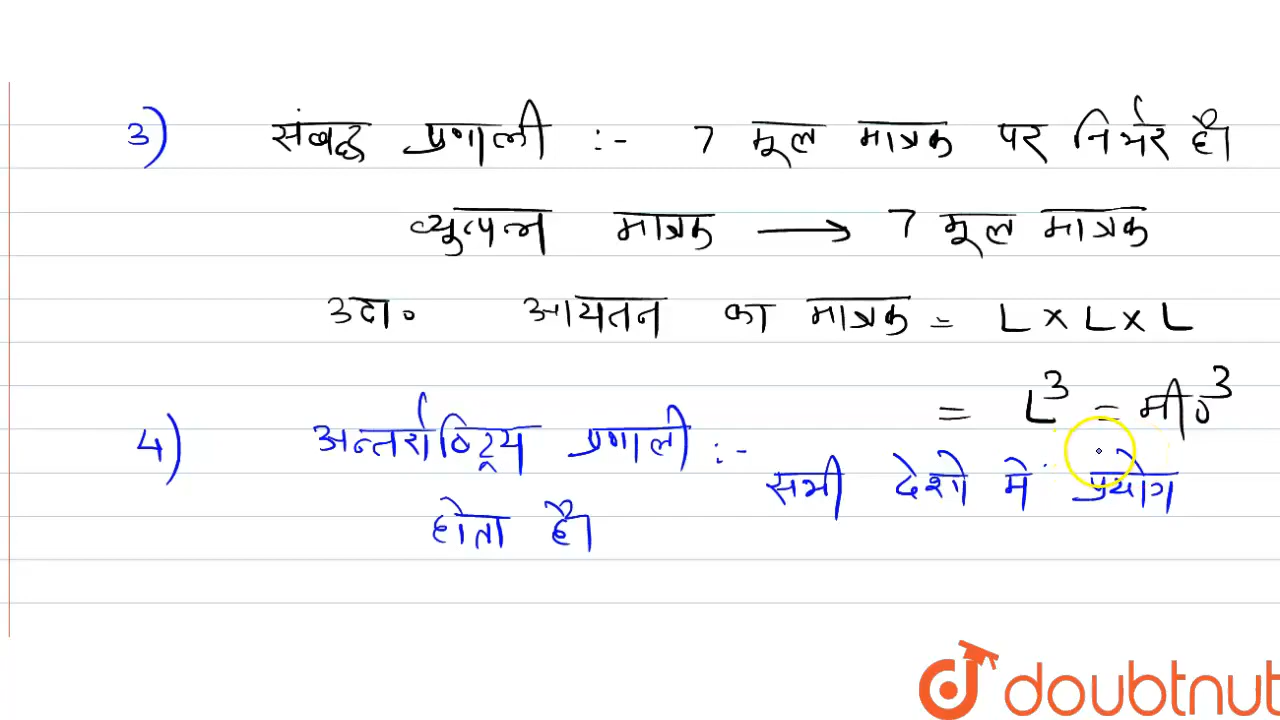 3) संबद्ध प्रणाली :- 7 मूल मात्रक पर निर्भर है।
व्युत्पन्न मात्रक → 7 मूल मात्रक
उदा० आयतन का मात्रक = L × L × L
= L³ = मी०³
4) अन्तर्राष्ट्रिय प्रणाली :-
सभी देशो मे प्रयोग
होता है।
doubtnut